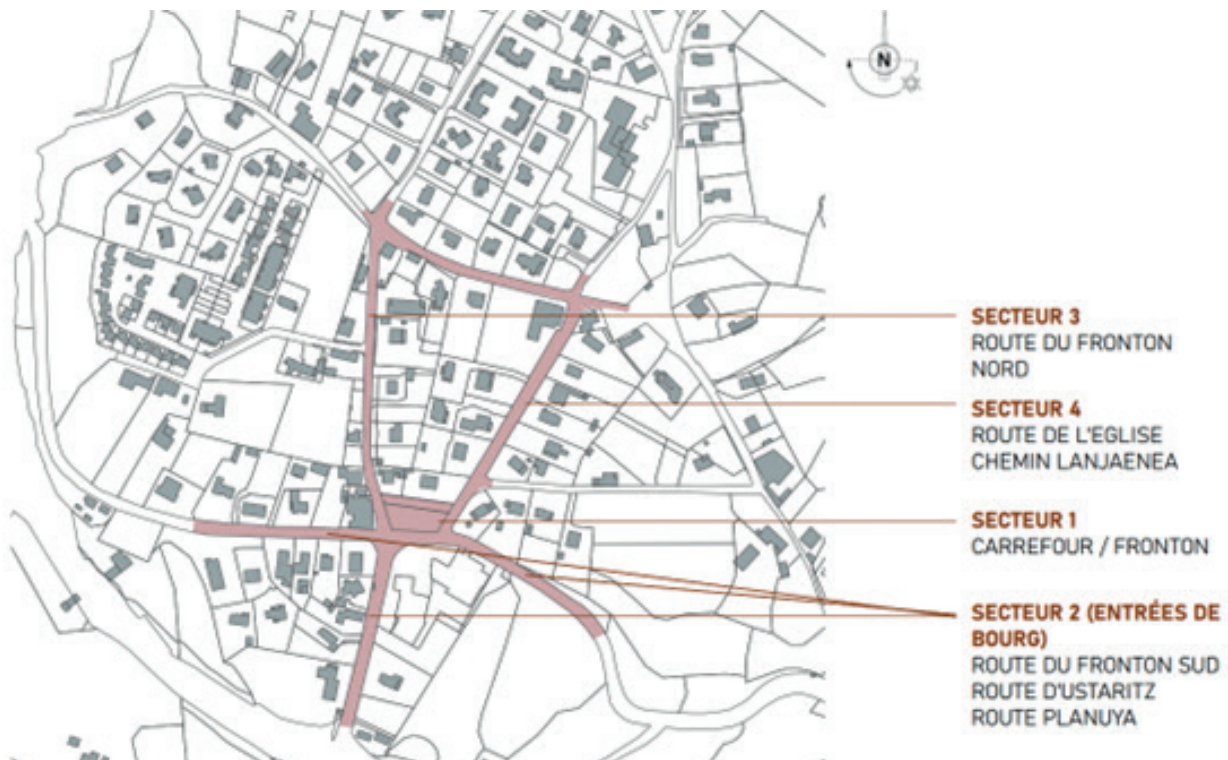 N
SECTEUR 3
ROUTE DU FRONTON
NORD
SECTEUR 4
ROUTE DE L'EGLISE
CHEMIN LANJAENEA
SECTEUR 1
CARREFOUR / FRONTON
SECTEUR 2 (ENTRÉES DE
BOURG)
ROUTE DU FRONTON SUD
ROUTE D'USTARITZ
ROUTE PLANUYA